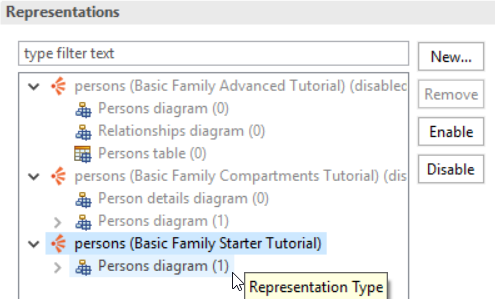 Representations
type filter text
New...
persons (Basic Family Advanced Tutorial) (disabled
Remove
Persons diagram (0)
Relationships diagram (0)
Enable
Persons table (0)
persons (Basic Family Compartments Tutorial) (dis
Disable
Person details diagram (0)
Persons diagram (1)
persons (Basic Family Starter Tutorial)
Persons diagram (1)
Representation Type